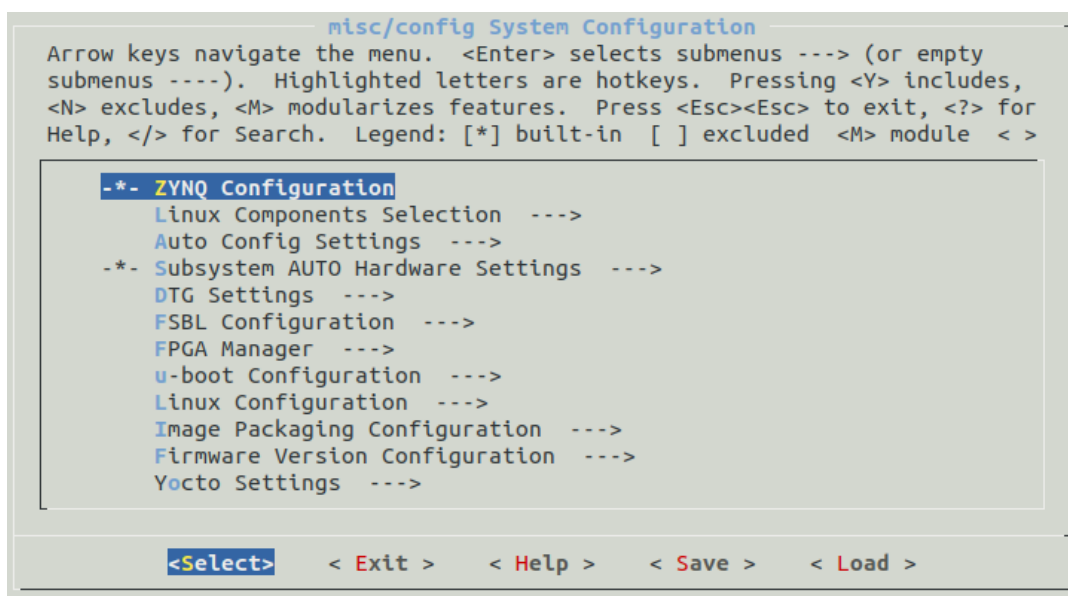 misc/config System Configuration
Arrow keys navigate the menu.  <Enter> selects submenus ---> (or empty
submenus ----).  Highlighted letters are hotkeys.  Pressing <Y> includes,
<N> excludes, <M> modularizes features.  Press <Esc><Esc> to exit, <?> for
Help, </> for Search.  Legend: [*] built-in  [ ] excluded  <M> module  < >
-*- ZYNQ Configuration
Linux Components Selection  --->
Auto Config Settings  --->
-*- Subsystem AUTO Hardware Settings  --->
DTG Settings  --->
FSBL Configuration  --->
FPGA Manager  --->
u-boot Configuration  --->
Linux Configuration  --->
Image Packaging Configuration  --->
Firmware Version Configuration  --->
Yocto Settings  --->
<Select>    < Exit >    < Help >    < Save >    < Load >